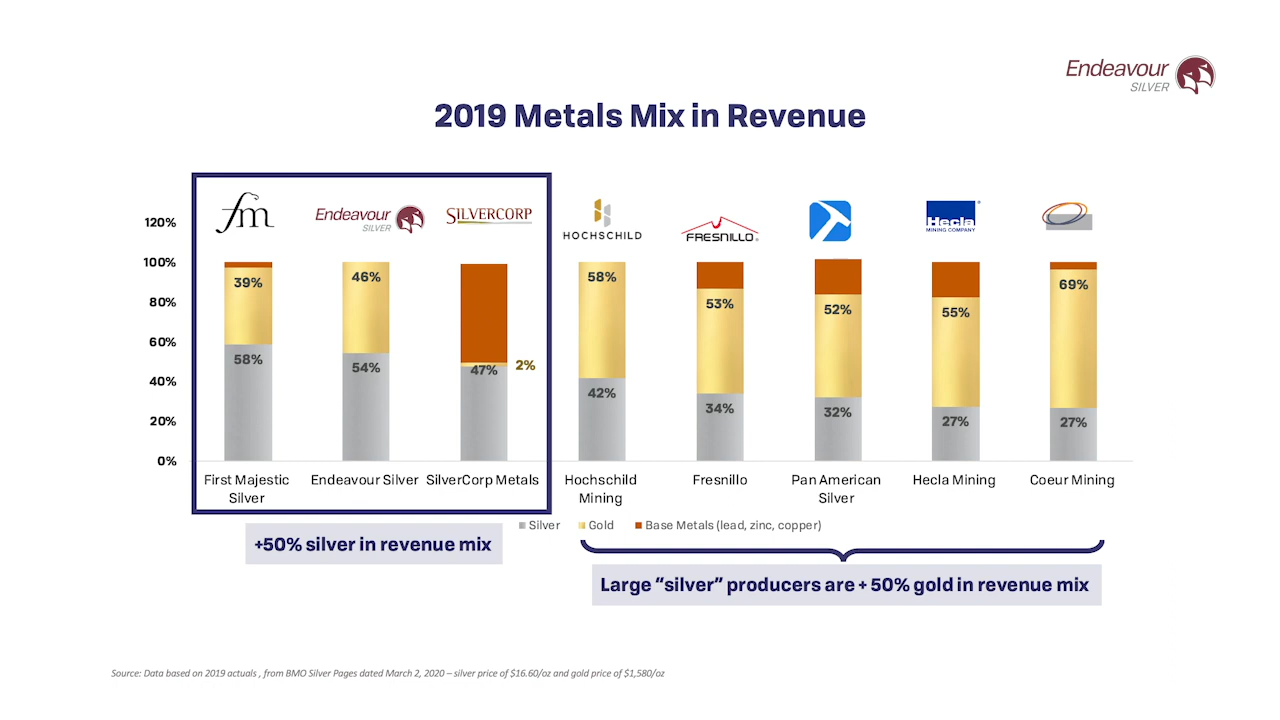 Endeavour
SILVER
2019 Metals Mix in Revenue
fm
Endeavour
SILVER
SILVERCORP
HOCHSCHILD
FRESNILLO®
Hecla®
MINING COMPANY
120%
100%
80%
60%
40%
20%
0%
39%
58%
46%
54%
2%
47%
58%
42%
53%
34%
52%
32%
55%
27%
69%
27%
First Majestic
Silver
Endeavour Silver
SilverCorp Metals
Hochschild
Mining
Fresnillo
Pan American
Silver
Hecla Mining
Coeur Mining
Silver
Gold
Base Metals (lead, zinc, copper)
+50% silver in revenue mix
Large “silver” producers are + 50% gold in revenue mix
Source: Data based on 2019 actuals , from BMO Silver Pages dated March 2, 2020 – silver price of $16.60/oz and gold price of $1,580/oz